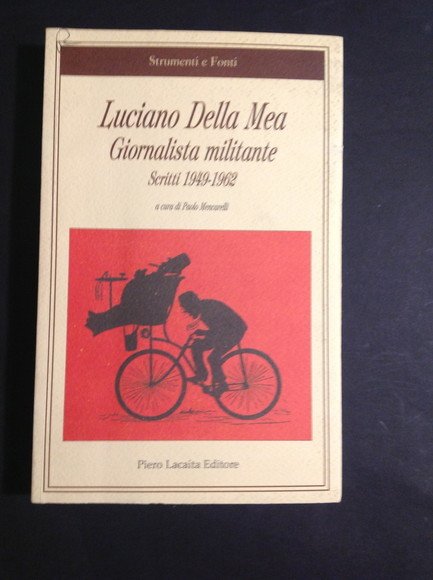 Strumenti e Fonti
Luciano Della Mea
Giornalista militante
Scritti 1949-1962
a cura di Paolo Mencarelli
Piero Lacaita Editore